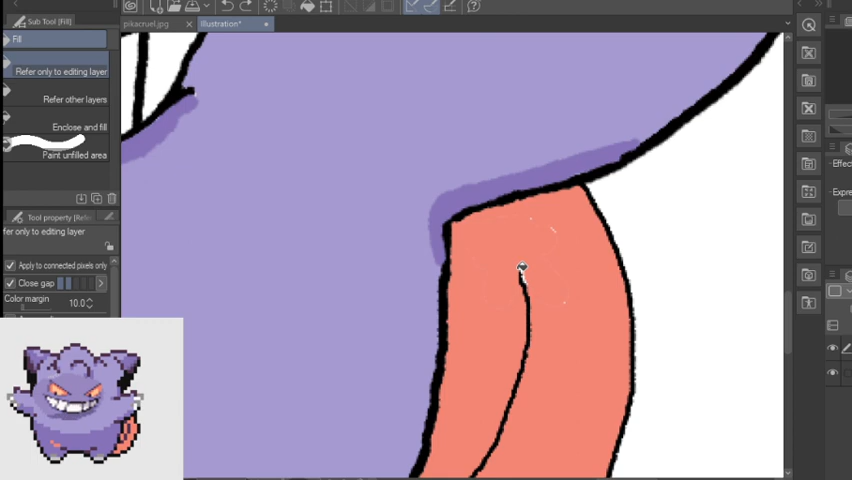 pikacruel.jpg
Illustration*
Sub Tool [Fill]
Fill
Refer only to editing layer
Refer other layers
Enclose and fill
Paint unfilled area
Tool property [Refe
fer only to editing layer
Apply to connected pixels only
Close gap
Color margin 10.0
Effec
Expre